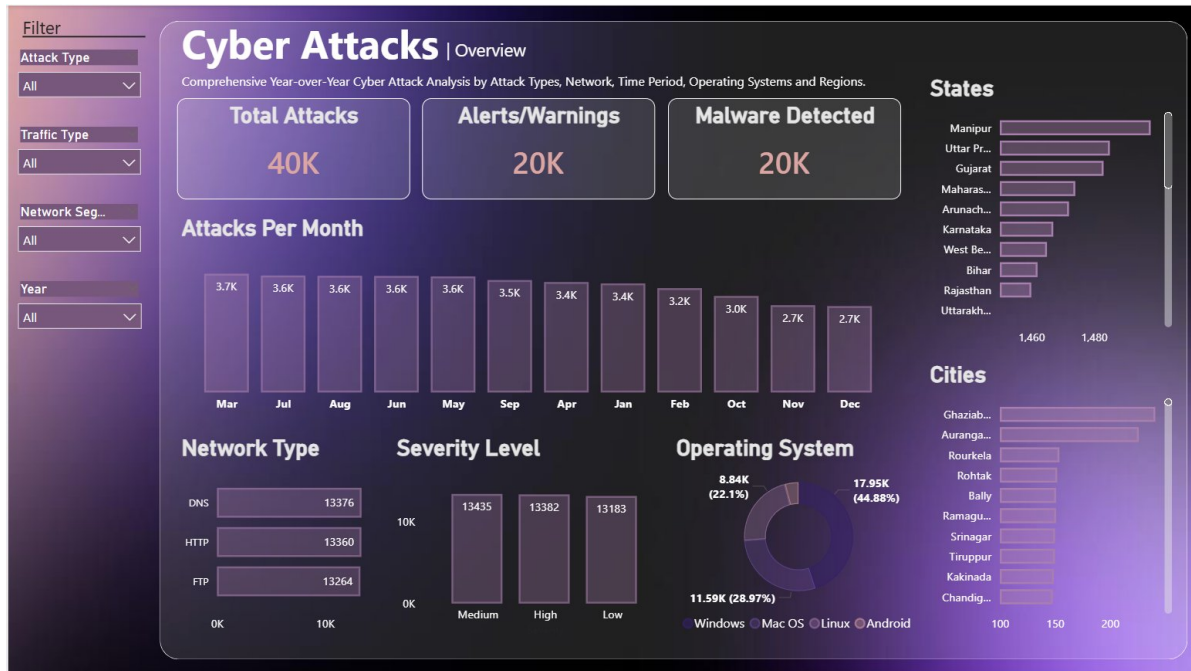 Filter
Attack Type
All
Traffic Type
All
Network Seg...
All
Year
All
Cyber Attacks | Overview
Comprehensive Year-over-Year Cyber Attack Analysis by Attack Types, Network, Time Period, Operating Systems and Regions.
Total Attacks
40K
Alerts/Warnings
20K
Malware Detected
20K
Attacks Per Month
3.7K 3.6K 3.6K 3.6K 3.6K 3.5K 3.4K 3.4K 3.2K 3.0K 2.7K 2.7K
Mar Jul Aug Jun May Sep Apr Jan Feb Oct Nov Dec
Network Type
DNS 13376
HTTP 13360
FTP 13264
0K 10K
Severity Level
10K
0K
13435 13382 13183
Medium High Low
Operating System
8.84K
(22.1%)
17.95K
(44.88%)
11.59K (28.97%)
Windows Mac OS Linux Android
States
Manipur
Uttar Pr...
Gujarat
Maharas...
Arunach...
Karnataka
West Be...
Bihar
Rajasthan
Uttarakh...
1,460 1,480
Cities
Ghaziab...
Auranga...
Rourkela
Rohtak
Bally
Ramagu...
Srinagar
Tiruppur
Kakinada
Chandig...
100 150 200